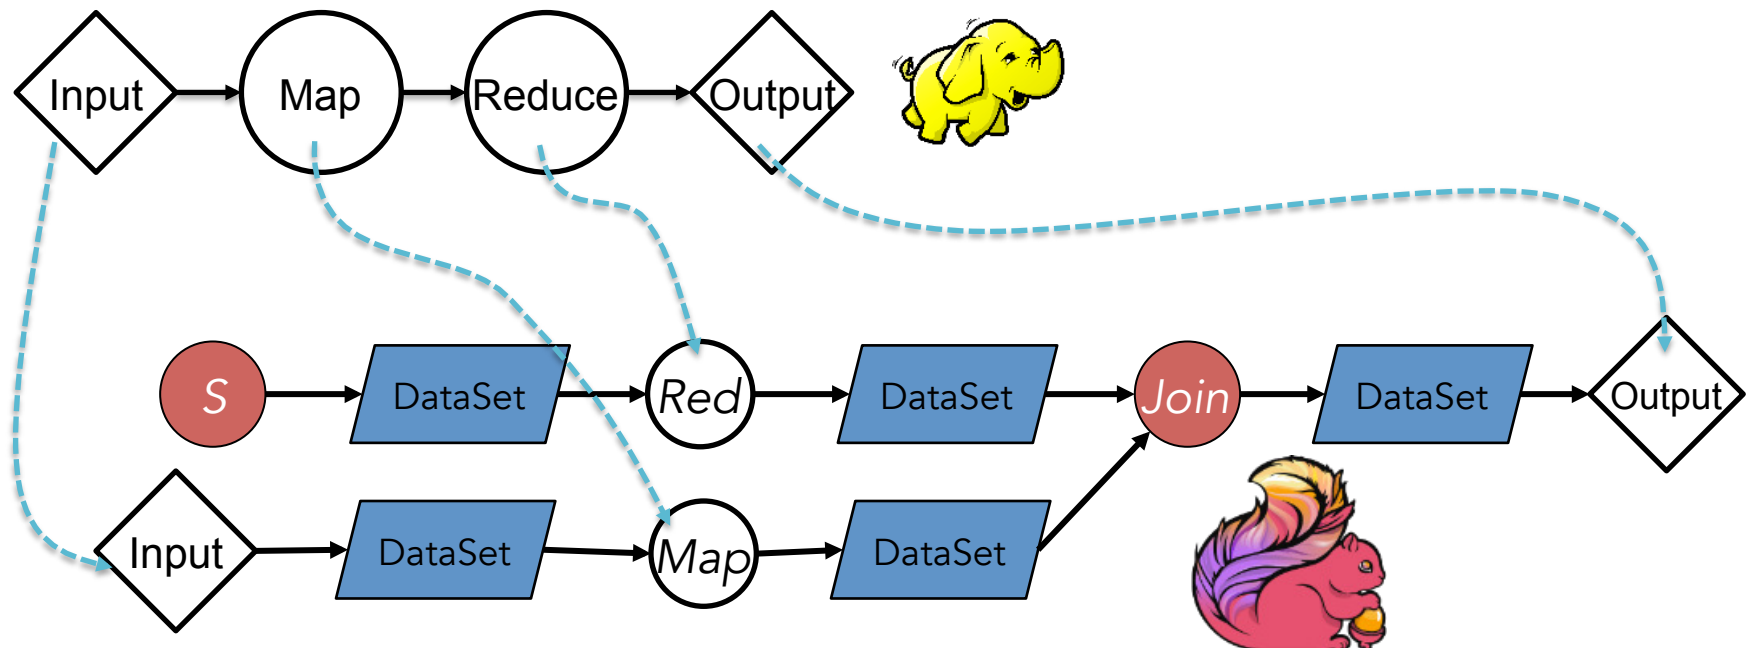 Input
Map
Reduce
Output
S
DataSet
Red
DataSet
Join
DataSet
Output
Input
DataSet
Map
DataSet